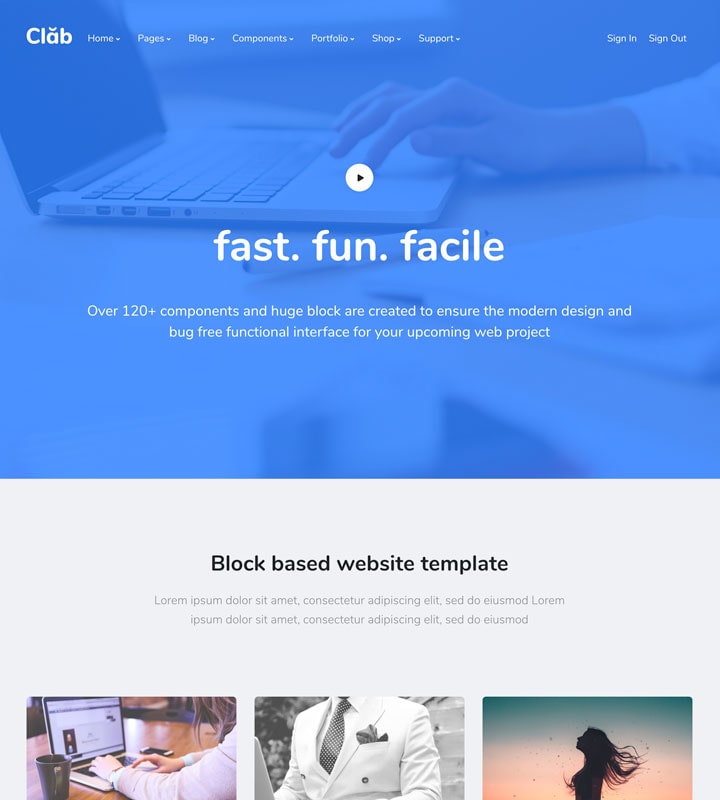 Clăb Home Pages Blog Components Portfolio Shop Support Sign In Sign Out
fast. fun. facile
Over 120+ components and huge block are created to ensure the modern design and
bug free functional interface for your upcoming web project
Block based website template
Lorem ipsum dolor sit amet, consectetur adipiscing elit, sed do eiusmod Lorem
ipsum dolor sit amet, consectetur adipiscing elit, sed do eiusmod